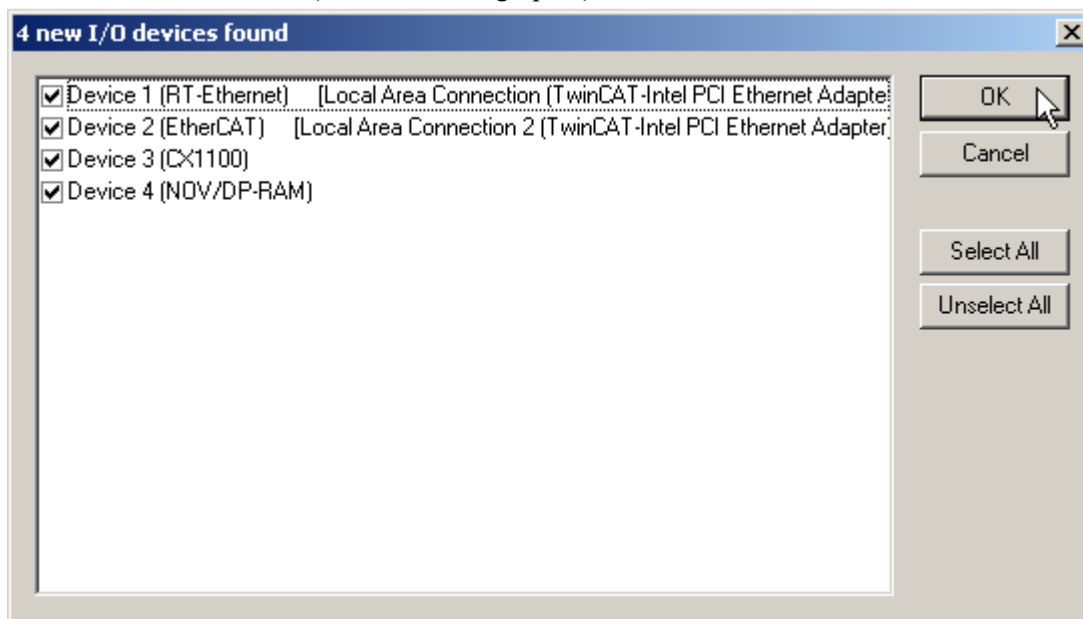 4 new I/O devices found
Device 1 (RT-Ethernet) [Local Area Connection (TwinCAT-Intel PCI Ethernet Adapte
Device 2 (EtherCAT) [Local Area Connection 2 (TwinCAT-Intel PCI Ethernet Adapter)
Device 3 (CX1100)
Device 4 (NOV/DP-RAM)
OK
Cancel
Select All
Unselect All